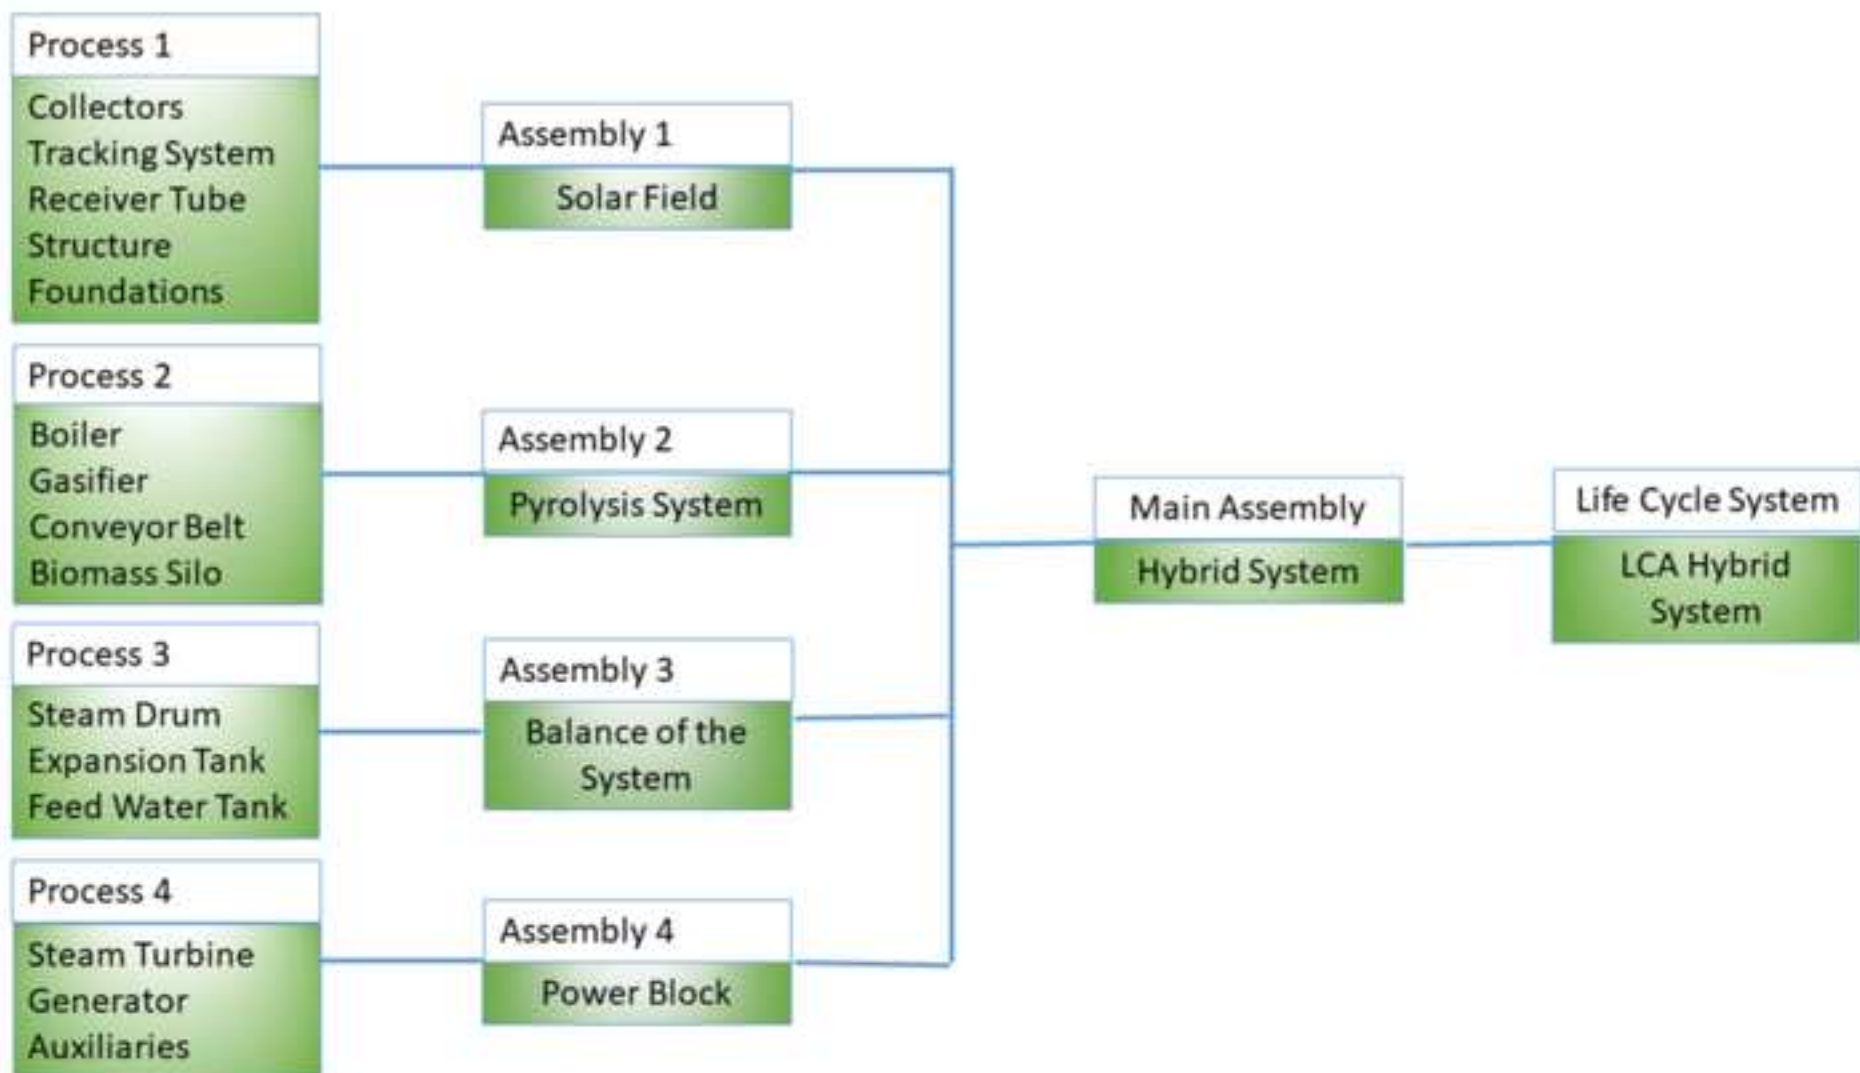 Process 1
Collectors
Tracking System
Receiver Tube
Structure
Foundations
Assembly 1
Solar Field
Process 2
Boiler
Gasifier
Conveyor Belt
Biomass Silo
Assembly 2
Pyrolysis System
Process 3
Steam Drum
Expansion Tank
Feed Water Tank
Assembly 3
Balance of the
System
Process 4
Steam Turbine
Generator
Auxiliaries
Assembly 4
Power Block
Main Assembly
Hybrid System
Life Cycle System
LCA Hybrid
System